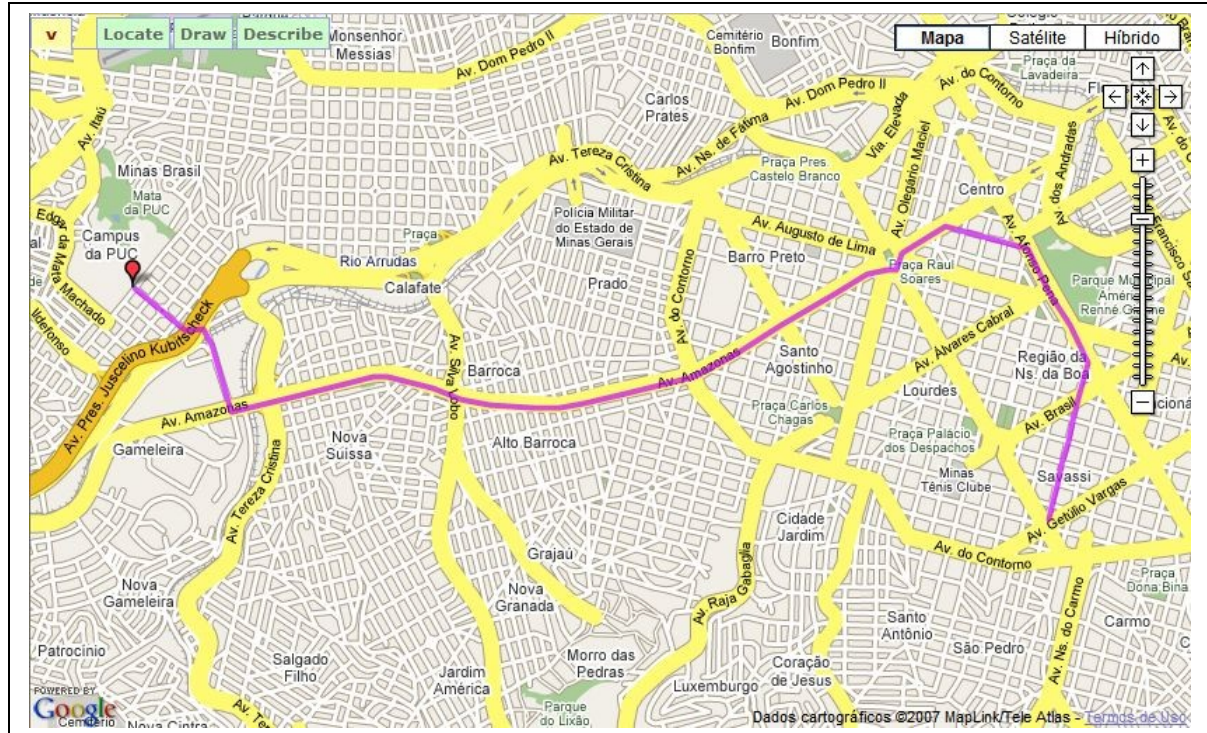 v
Locate
Draw
Describe
Monsenhor
Messias
Av. Dom Pedro II
Cemitério
Bonfim
Bonfim
Mapa
Satélite
Híbrido
Praça da
Lavadeira
Av. do Contorno
Av. Itaú
Carlos
Prates
Av. Dom Pedro II
Via. Elevada
Av. Ns. de Fátima
Av. Tereza Cristina
Praça Pres.
Castelo Branco
Av. Olegário Maciel
Av. dos Andradas
Minas Brasil
Mata
da PUC
Centro
Campus
da PUC
Polícia Militar
do Estado de
Minas Gerais
Av. Augusto de Lima
Av. Afonso Pena
Praça
Rio Arrudas
Calafate
Prado
Barro Preto
Praça Raul
Soares
Av. do Contorno
Av. Álvares Cabral
Av. Pres. Juscelino Kubitscheck
Av. Silva Lobo
Barroca
Av. Amazonas
Santo
Agostinho
Lourdes
Região da
Ns. da Boa
Av. Brasil
Av. Amazonas
Gameleira
Nova
Suissa
Alto Barroca
Praça Carlos
Chagas
Praça Palácio
dos Despachos
Minas
Tênis Clube
Savassi
Av. Getúlio Vargas
Av. Tereza Cristina
Cidade
Jardim
Av. do Contorno
Grajaú
Nova
Granada
Av. Raja Gabaglia
Nova
Gameleira
Praça
Dona Bina
Santo
Antônio
Av. Ns. do Carmo
Carmo
São Pedro
Patrocínio
Salgado
Filho
Jardim
América
Morro das
Pedras
Luxemburgo
Coração
de Jesus
Parque
do Lixão
POWERED BY
Google
Cemitério
Nova Cintra
Dados cartográficos ©2007 MapLink/Tele Atlas - Termos de Uso